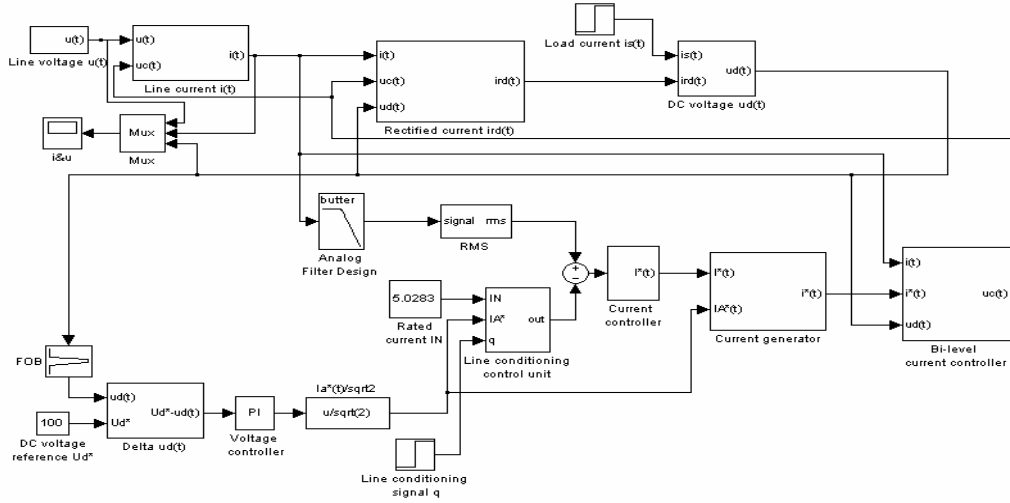 u(t)
Line voltage u(t)
u(t)
uc(t)
i(t)
Line current i(t)
i(t)
uc(t)
ud(t)
ird(t)
Rectified current ird(t)
Load current is(t)
is(t)
ird(t)
ud(t)
DC voltage ud(t)
i&u
Mux
Mux
butter
Analog
Filter Design
signal rms
RMS
+
−
5.0283
Rated
current IN
IN
IA*
q
out
Line conditioning
control unit
I*(t)
Current
controller
I*(t)
IA*(t)
i*(t)
Current generator
i(t)
i*(t)
ud(t)
uc(t)
Bi-level
current controller
FOB
ud(t)
Ud*
Ud*-ud(t)
Delta ud(t)
100
DC voltage
reference Ud*
PI
Voltage
controller
Ia*(t)/sqrt2
u/sqrt(2)
Line conditioning
signal q